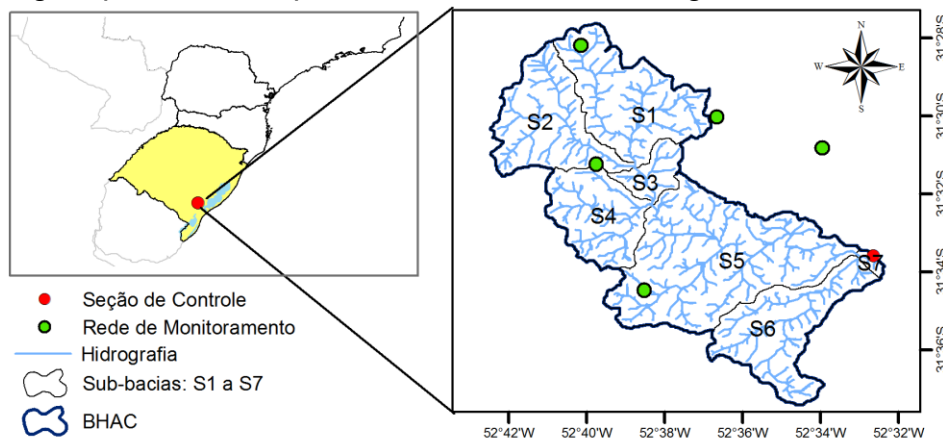 N
W
E
S
S1
S2
S3
S4
S5
S6
S7
31°28'S
31°30'S
31°32'S
31°34'S
31°36'S
52°42'W
52°40'W
52°38'W
52°36'W
52°34'W
52°32'W
Seção de Controle
Rede de Monitoramento
Hidrografia
Sub-bacias: S1 a S7
BHAC